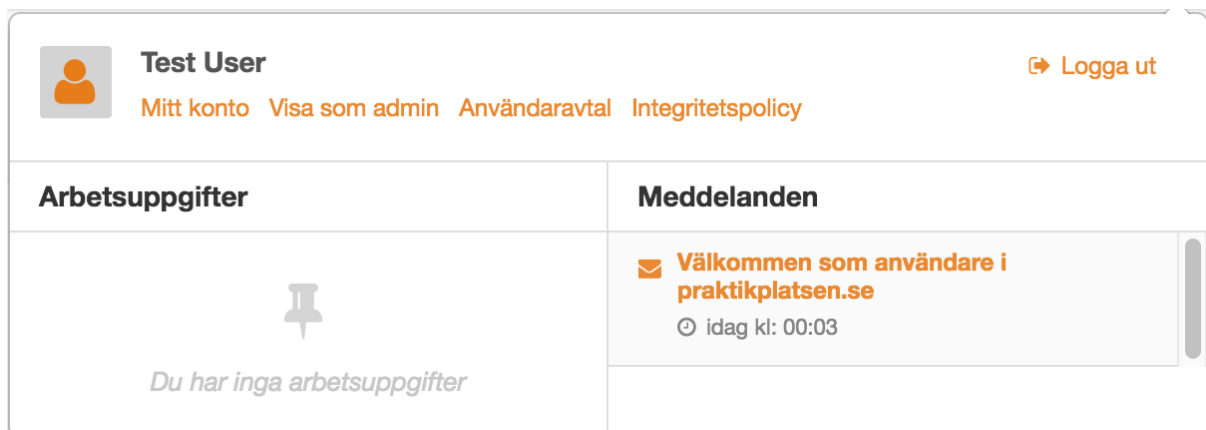 Test User
Logga ut
Mitt konto Visa som admin Användaravtal Integritetspolicy
Arbetsuppgifter
Du har inga arbetsuppgifter
Meddelanden
Välkommen som användare i
praktikplatsen.se
idag kl: 00:03